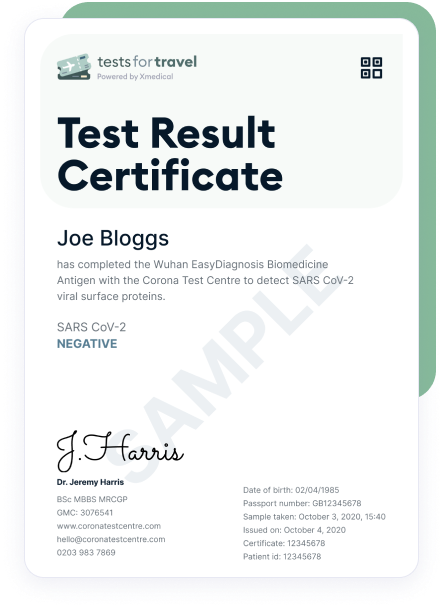 testsfortravel
Powered by Xmedical
Test Result
Certificate
Joe Bloggs
has completed the Wuhan EasyDiagnosis Biomedicine
Antigen with the Corona Test Centre to detect SARS CoV-2
viral surface proteins.
SARS CoV-2
NEGATIVE
SAMPLE
J.Harris
Dr. Jeremy Harris
BSc MBBS MRCGP
GMC: 3076541
www.coronatestcentre.com
hello@coronatestcentre.com
0203 983 7869
Date of birth: 02/04/1985
Passport number: GB12345678
Sample taken: October 3, 2020, 15:40
Issued on: October 4, 2020
Certificate: 12345678
Patient id: 12345678